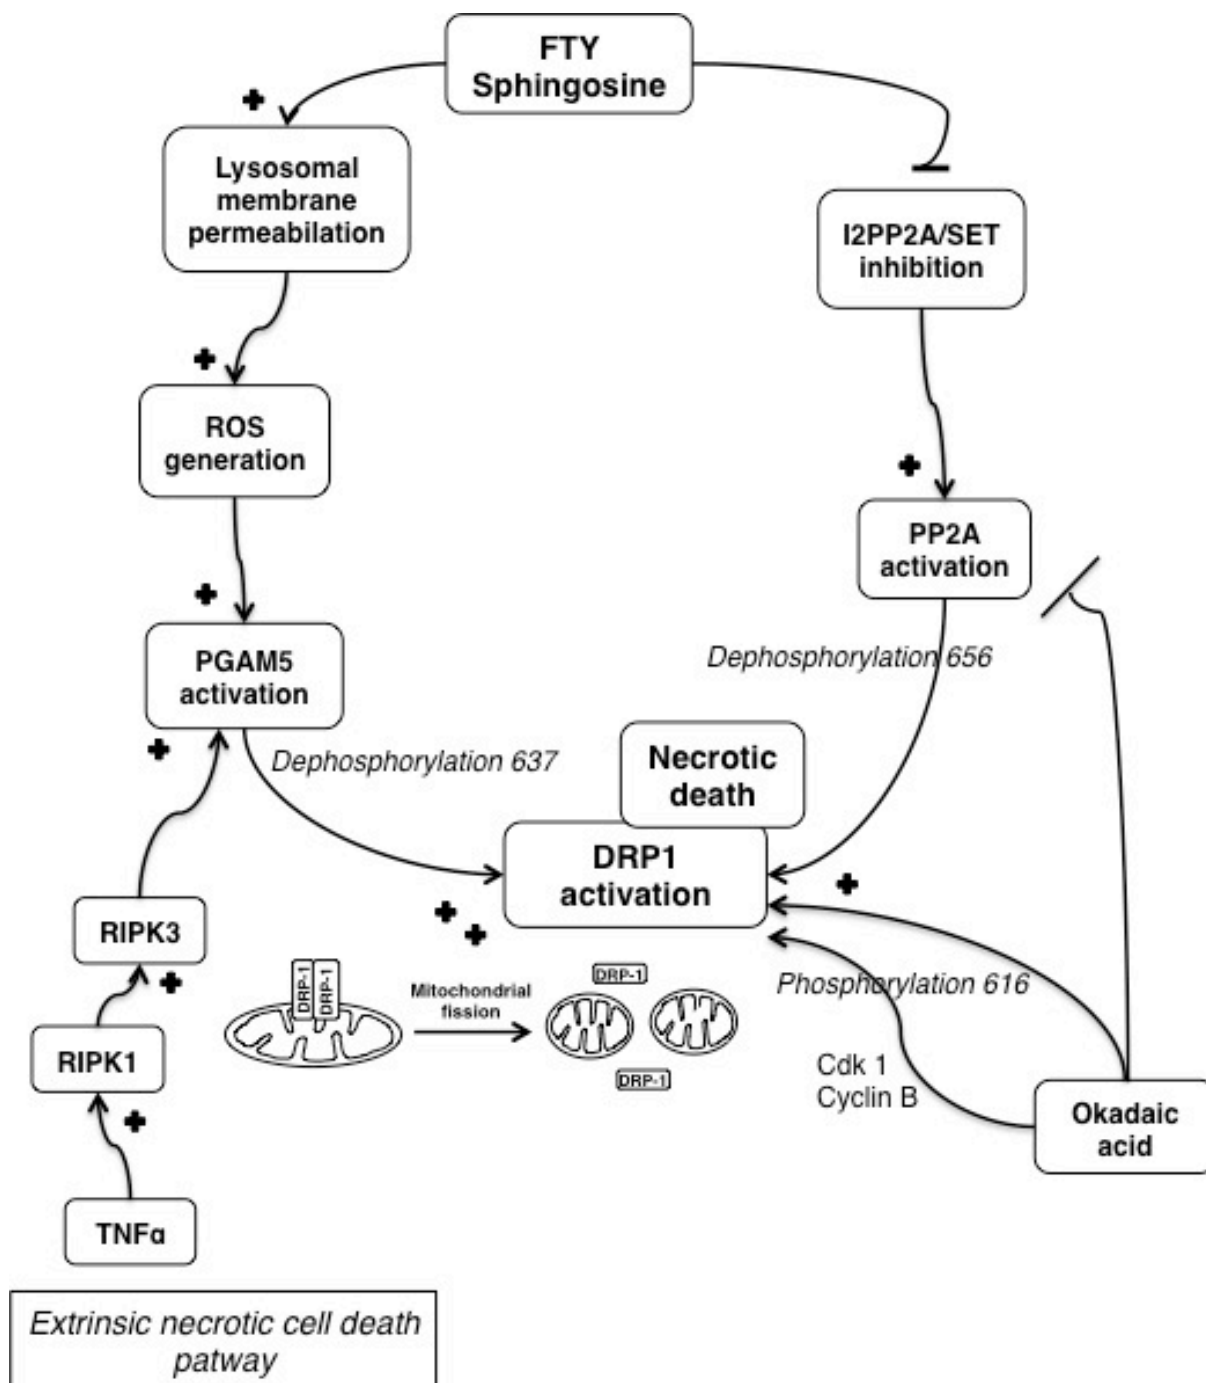 FTY
Sphingosine
Lysosomal
membrane
permeabilation
I2PP2A/SET
inhibition
ROS
generation
PP2A
activation
PGAM5
activation
Dephosphorylation 656
Dephosphorylation 637
Necrotic
death
DRP1
activation
RIPK3
DRP-1
DRP-1
Mitochondrial
fission
DRP-1
DRP-1
Phosphorylation 616
RIPK1
Cdk 1
Cyclin B
Okadaic
acid
TNFα
Extrinsic necrotic cell death
patway